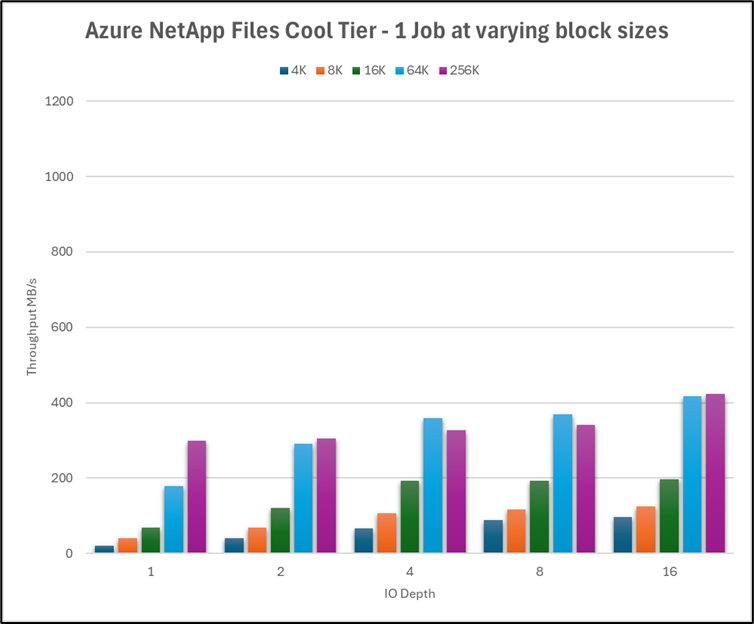 Azure NetApp Files Cool Tier - 1 Job at varying block sizes
4K 8K 16K 64K 256K
1200
1000
800
600
400
200
0
Throughput MB/s
1 2 4 8 16
IO Depth